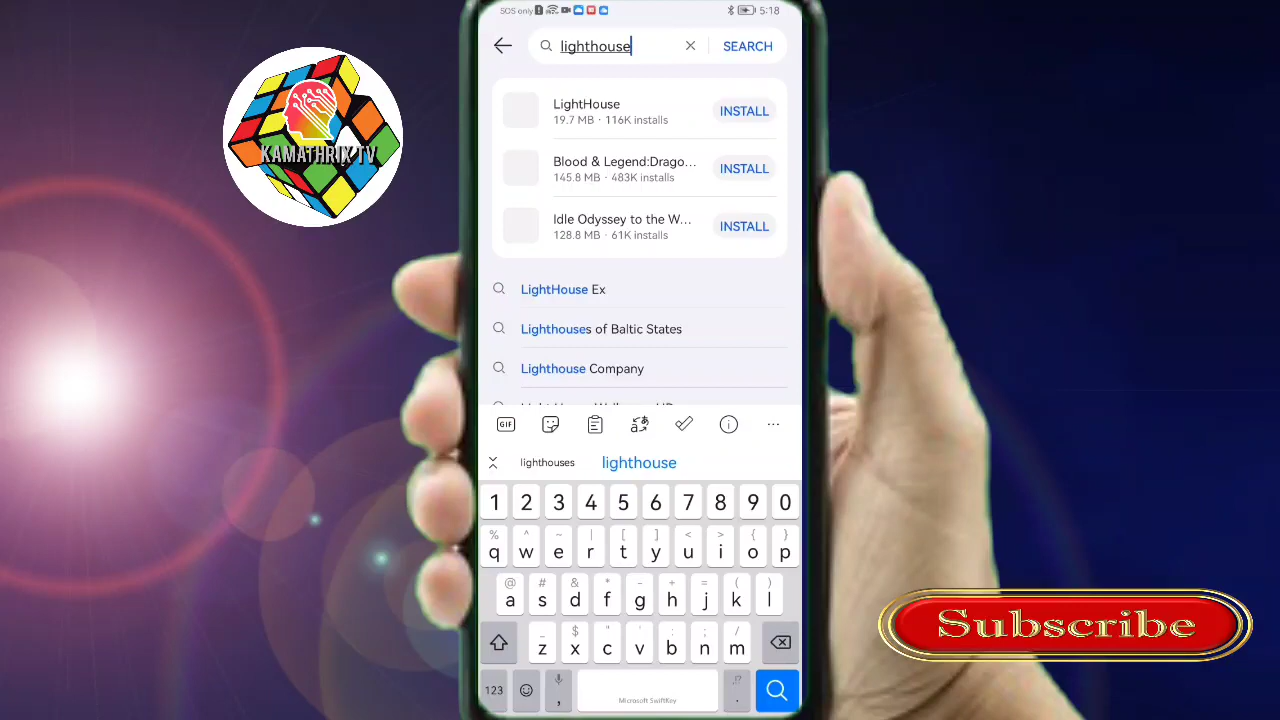 SOS only 5:18
lighthouse SEARCH
LightHouse
19.7 MB · 116K installs
INSTALL
Blood & Legend:Drago...
145.8 MB · 483K installs
INSTALL
Idle Odyssey to the W...
128.8 MB · 61K installs
INSTALL
LightHouse Ex
Lighthouses of Baltic States
Lighthouse Company
KAMATHRIX TV
GIF
lighthouses lighthouse
1 2 3 4 5 6 7 8 9 0
% ^ ~ | [ ] < > { }
q w e r t y u i o p
@ # & * - + = ( )
a s d f g h j k l
_ $ " ' : ; /
z x c v b n m
123 , Microsoft SwiftKey .
!?
Subscribe